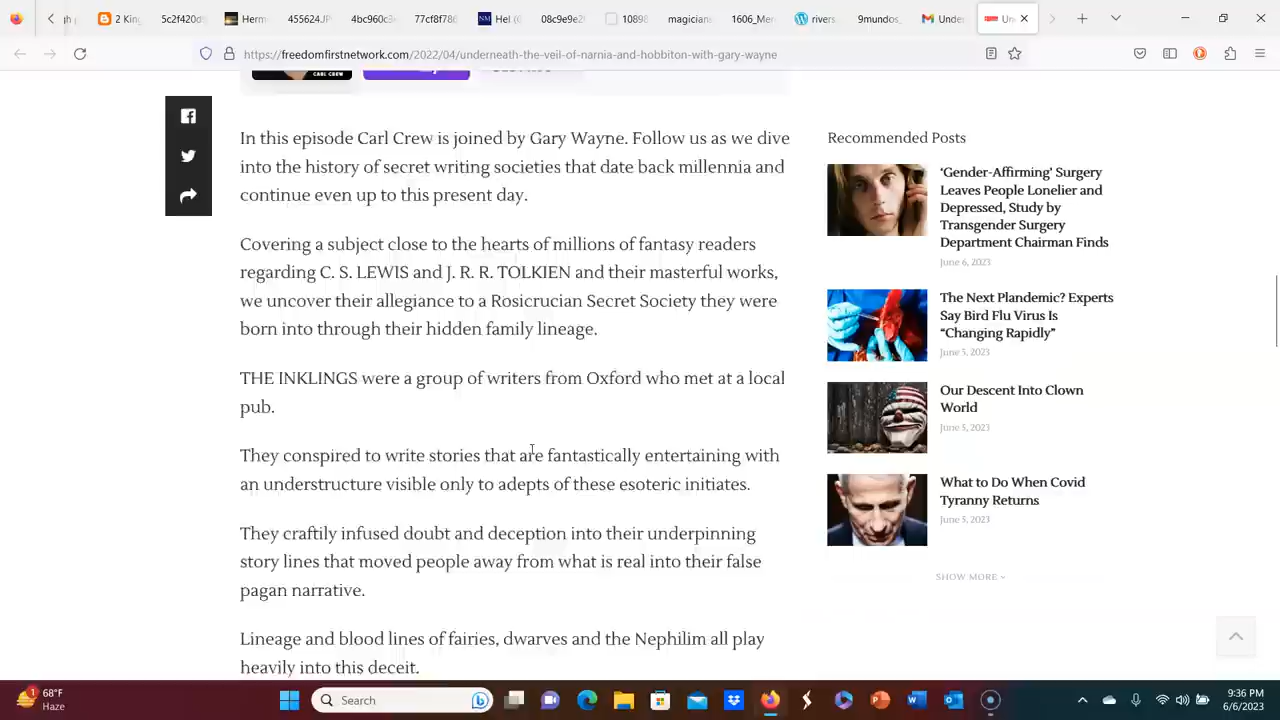 2 King
5c2f420d5
Herm
455624JF
4bc960c3
77cf8f786
Hel (
08c9e9e2
10898
magicians
1606_Mer
rivers
9mundos_
Unde
Un
https://freedomfirstnetwork.com/2022/04/underneath-the-veil-of-narnia-and-hobbiton-with-gary-wayne
CARL CREW
In this episode Carl Crew is joined by Gary Wayne. Follow us as we dive
into the history of secret writing societies that date back millennia and
continue even up to this present day.
Covering a subject close to the hearts of millions of fantasy readers
regarding C. S. LEWIS and J. R. R. TOLKIEN and their masterful works,
we uncover their allegiance to a Rosicrucian Secret Society they were
born into through their hidden family lineage.
THE INKLINGS were a group of writers from Oxford who met at a local
pub.
They conspired to write stories that are fantastically entertaining with
an understructure visible only to adepts of these esoteric initiates.
They craftily infused doubt and deception into their underpinning
story lines that moved people away from what is real into their false
pagan narrative.
Lineage and blood lines of fairies, dwarves and the Nephilim all play
heavily into this deceit.
Recommended Posts
‘Gender-Affirming’ Surgery
Leaves People Lonelier and
Depressed, Study by
Transgender Surgery
Department Chairman Finds
June 6, 2023
The Next Plandemic? Experts
Say Bird Flu Virus Is
“Changing Rapidly”
June 5, 2023
Our Descent Into Clown
World
June 5, 2023
What to Do When Covid
Tyranny Returns
June 5, 2023
SHOW MORE
1
68°F
Haze
Search
9:36 PM
6/6/2023